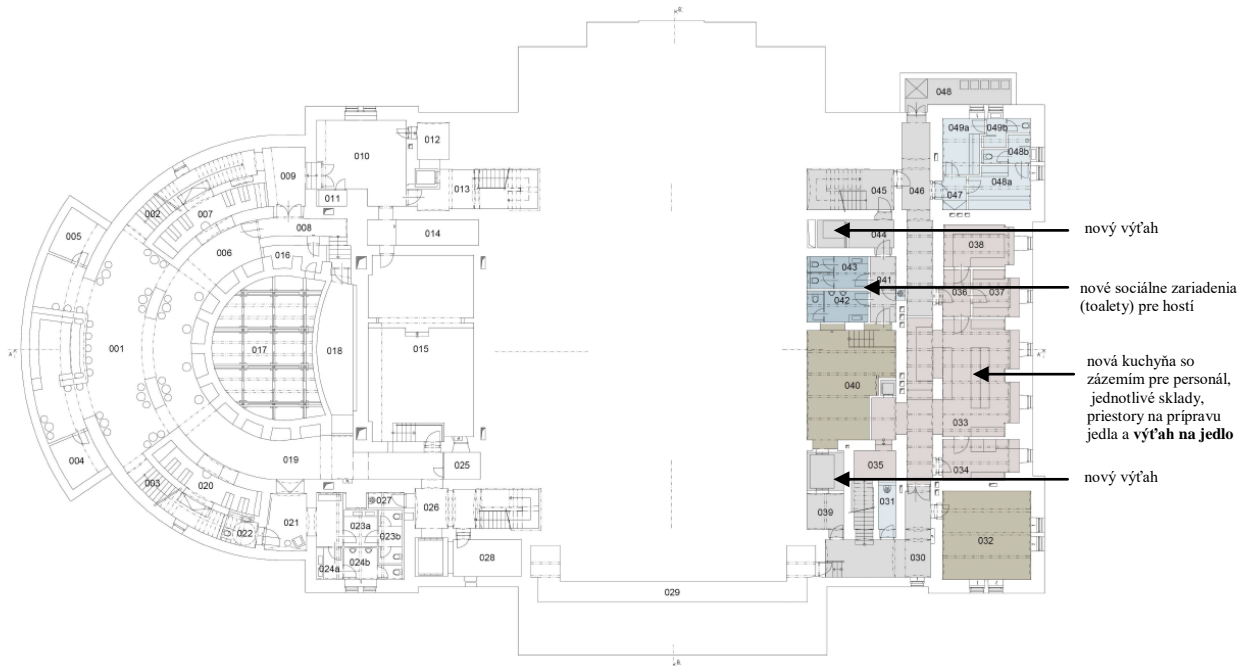 048
049a
049b
012
048b
010
009
048a
013
045
046
047
011
002
007
008
014
044
nový výťah
005
006
016
043
038
041
nové sociálne zariadenia
(toalety) pre hostí
042
036
037
001
017
018
015
040
nová kuchyňa so
zázemím pre personál,
jednotlivé sklady,
priestory na prípravu
jedla a výťah na jedlo
033
004
019
025
035
034
nový výťah
003
020
027
026
031
039
021
022
023a
023b
032
028
024a
024b
030
029